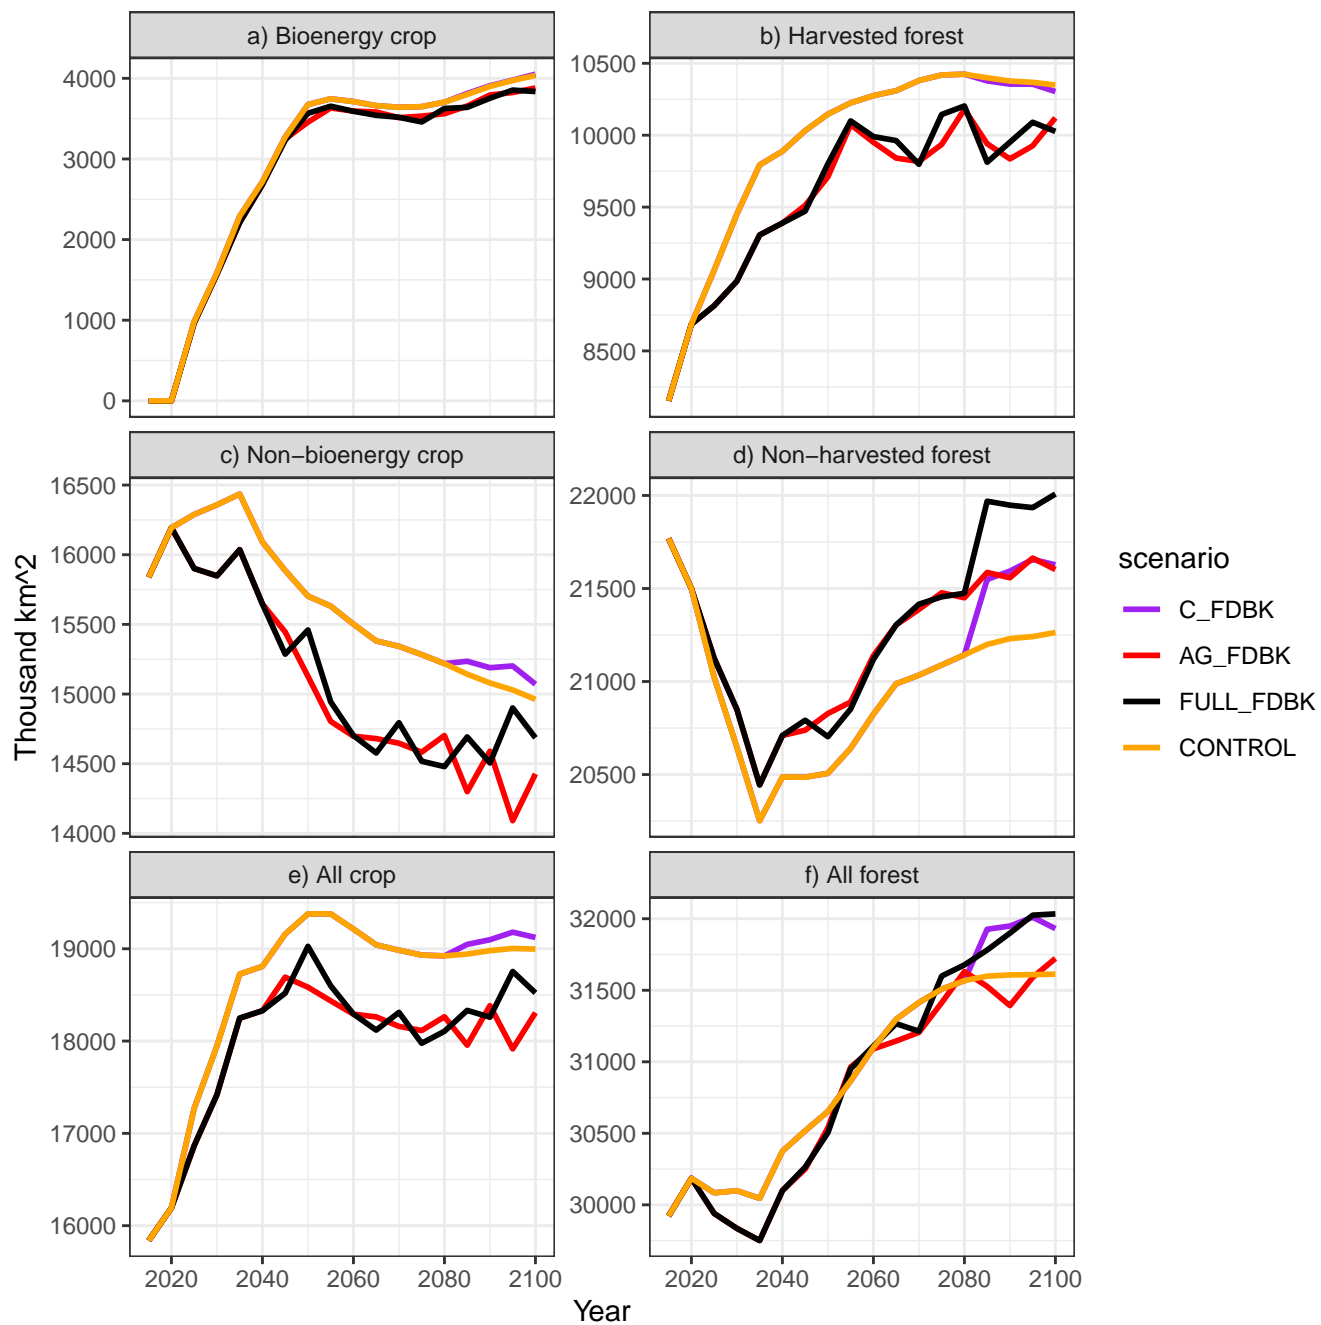 a) Bioenergy crop
b) Harvested forest
4000
3000
2000
1000
0
10500
10000
9500
9000
8500
c) Non−bioenergy crop
d) Non−harvested forest
16500
16000
15500
15000
14500
14000
22000
21500
21000
20500
e) All crop
f) All forest
19000
18000
17000
16000
32000
31500
31000
30500
30000
2020 2040 2060 2080 2100
2020 2040 2060 2080 2100
Year
Thousand km^2
scenario
C_FDBK
AG_FDBK
FULL_FDBK
CONTROL